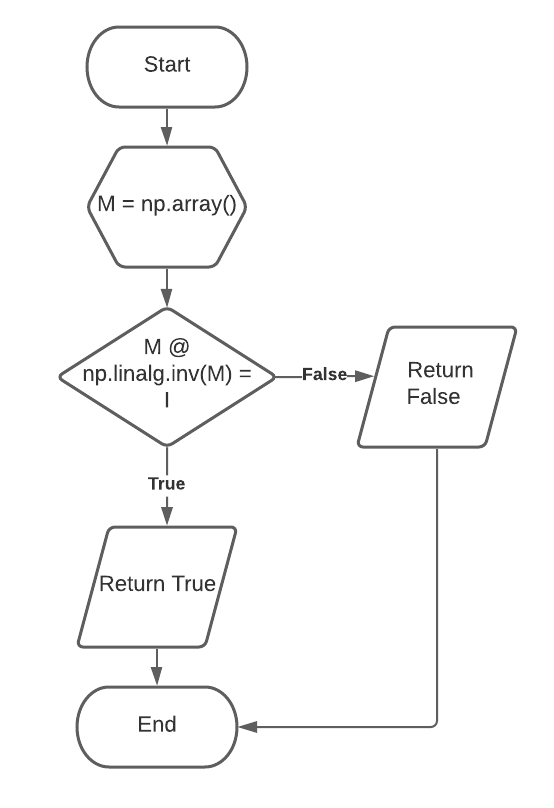 Start
M = np.array()
M @
np.linalg.inv(M) =
I
False
Return
False
True
Return True
End